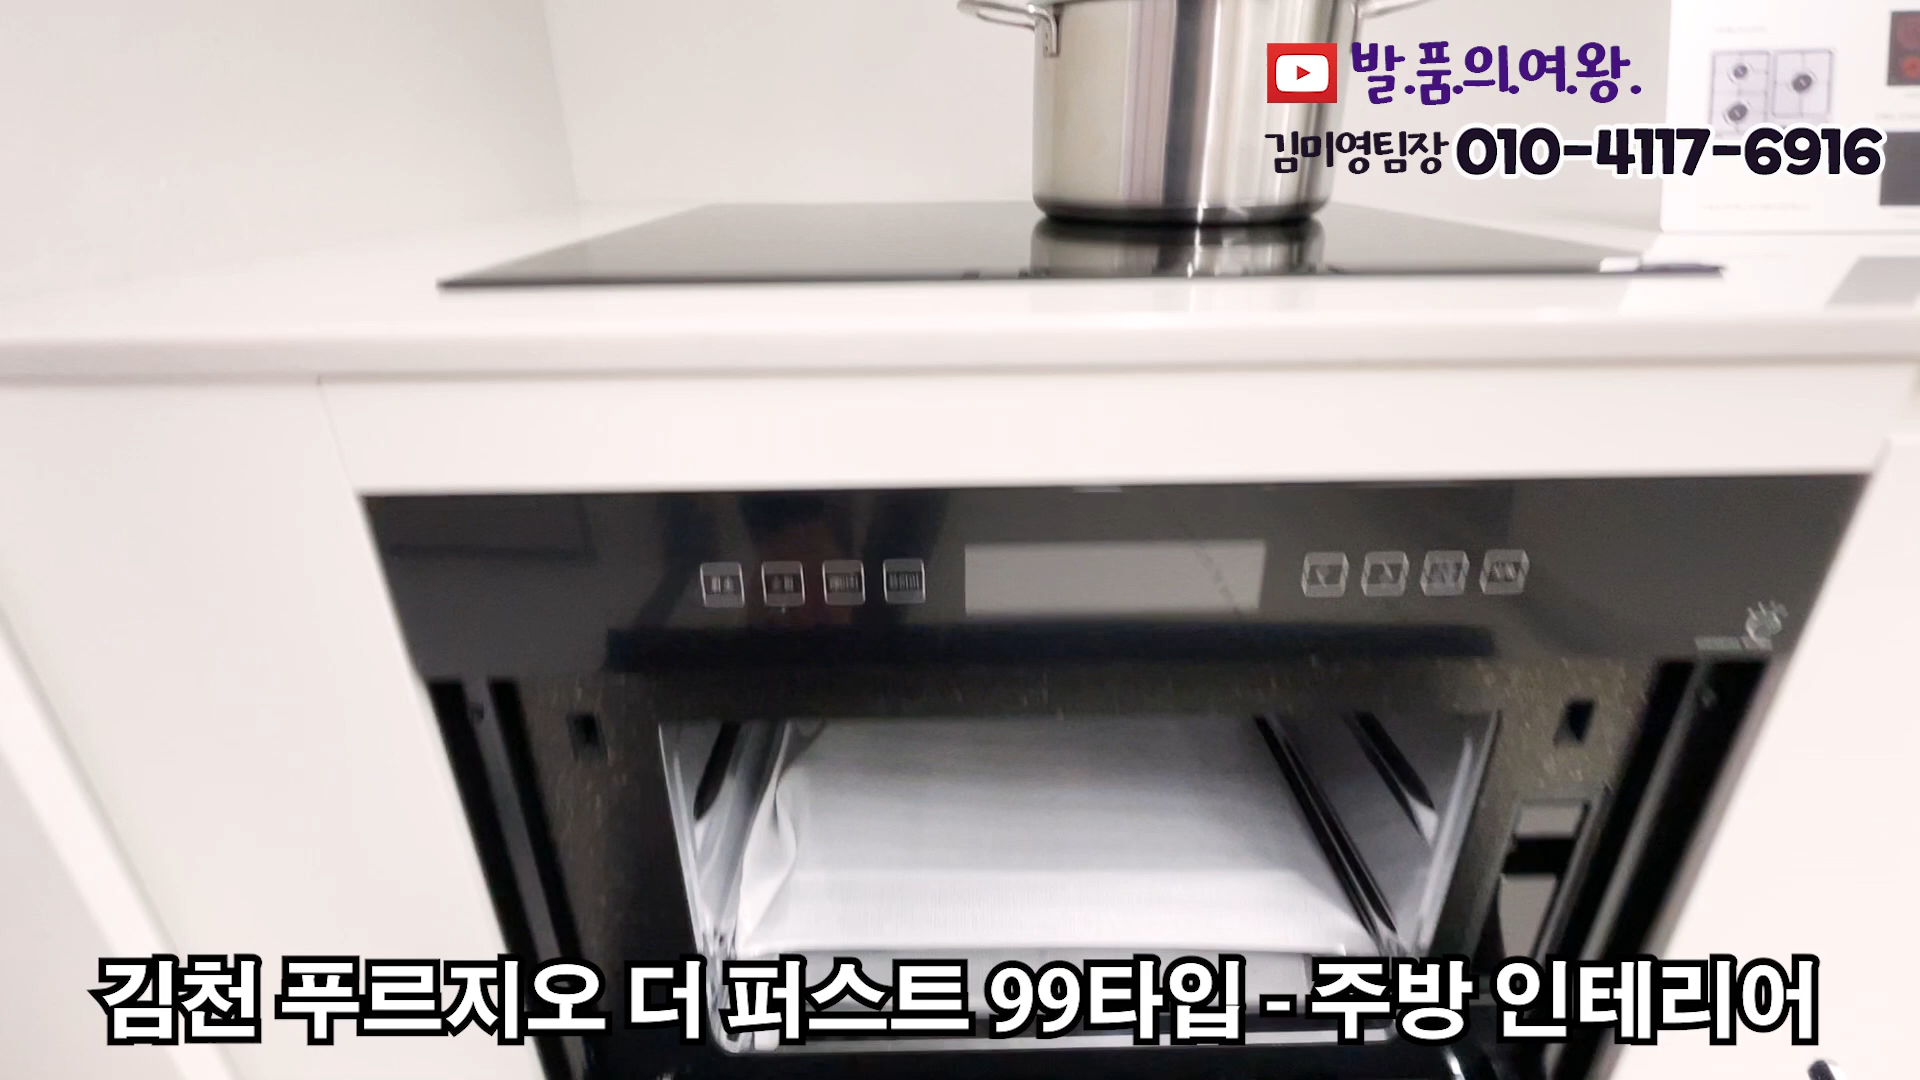 발.품.의.여.왕.
김미영팀장 010-4117-6916
김천 푸르지오 더 퍼스트 99타입 - 주방 인테리어